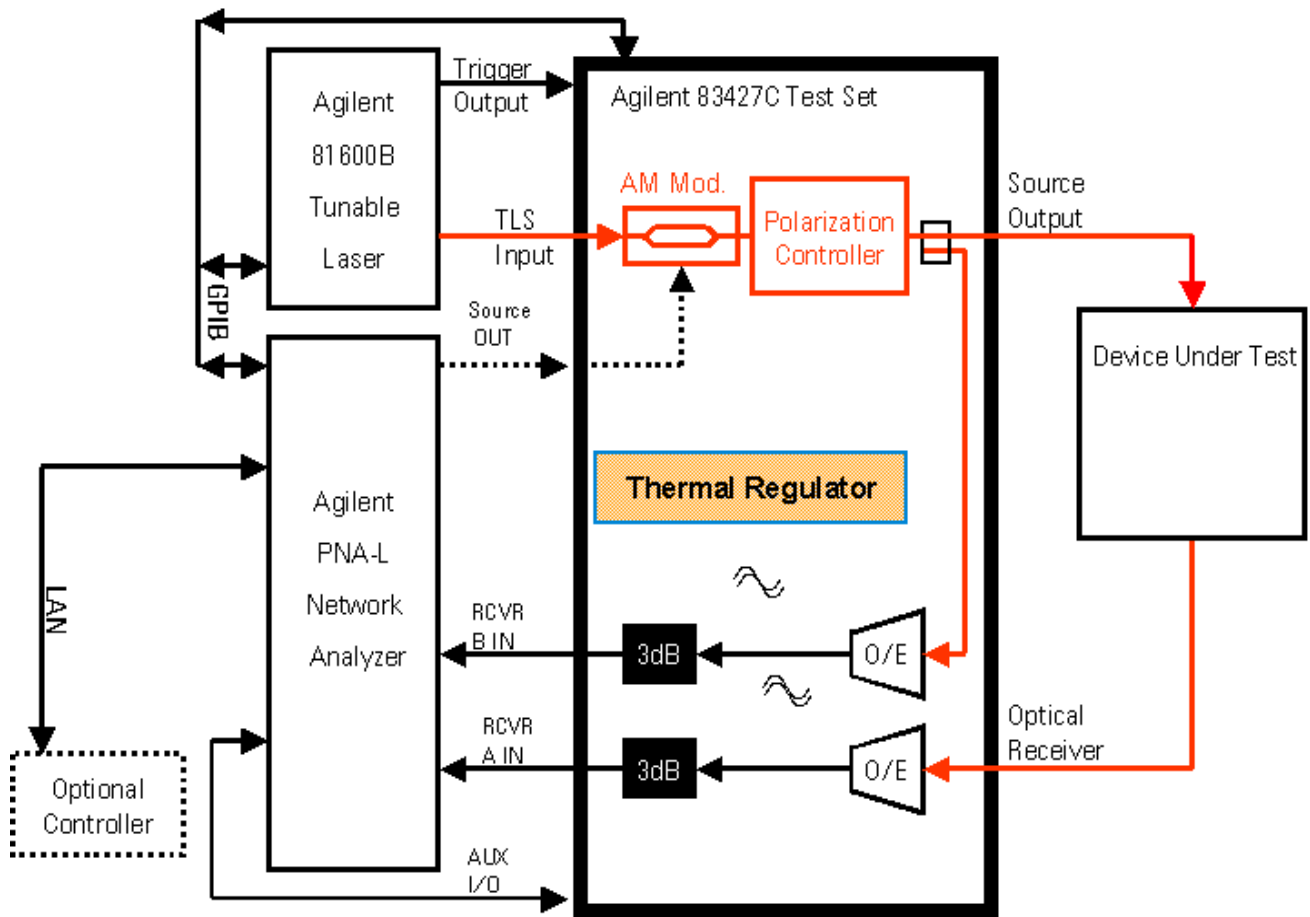 Agilent
81600B
Tunable
Laser
Trigger
Output
TLS
Input
GPIB
Source
OUT
Agilent 83427C Test Set
AM Mod.
Polarization
Controller
Source
Output
Device Under Test
Thermal Regulator
Agilent
PNA-L
Network
Analyzer
LAN
RCVR
B IN
3dB
O/E
RCVR
A IN
3dB
O/E
Optical
Receiver
Optional
Controller
AUX
I/O